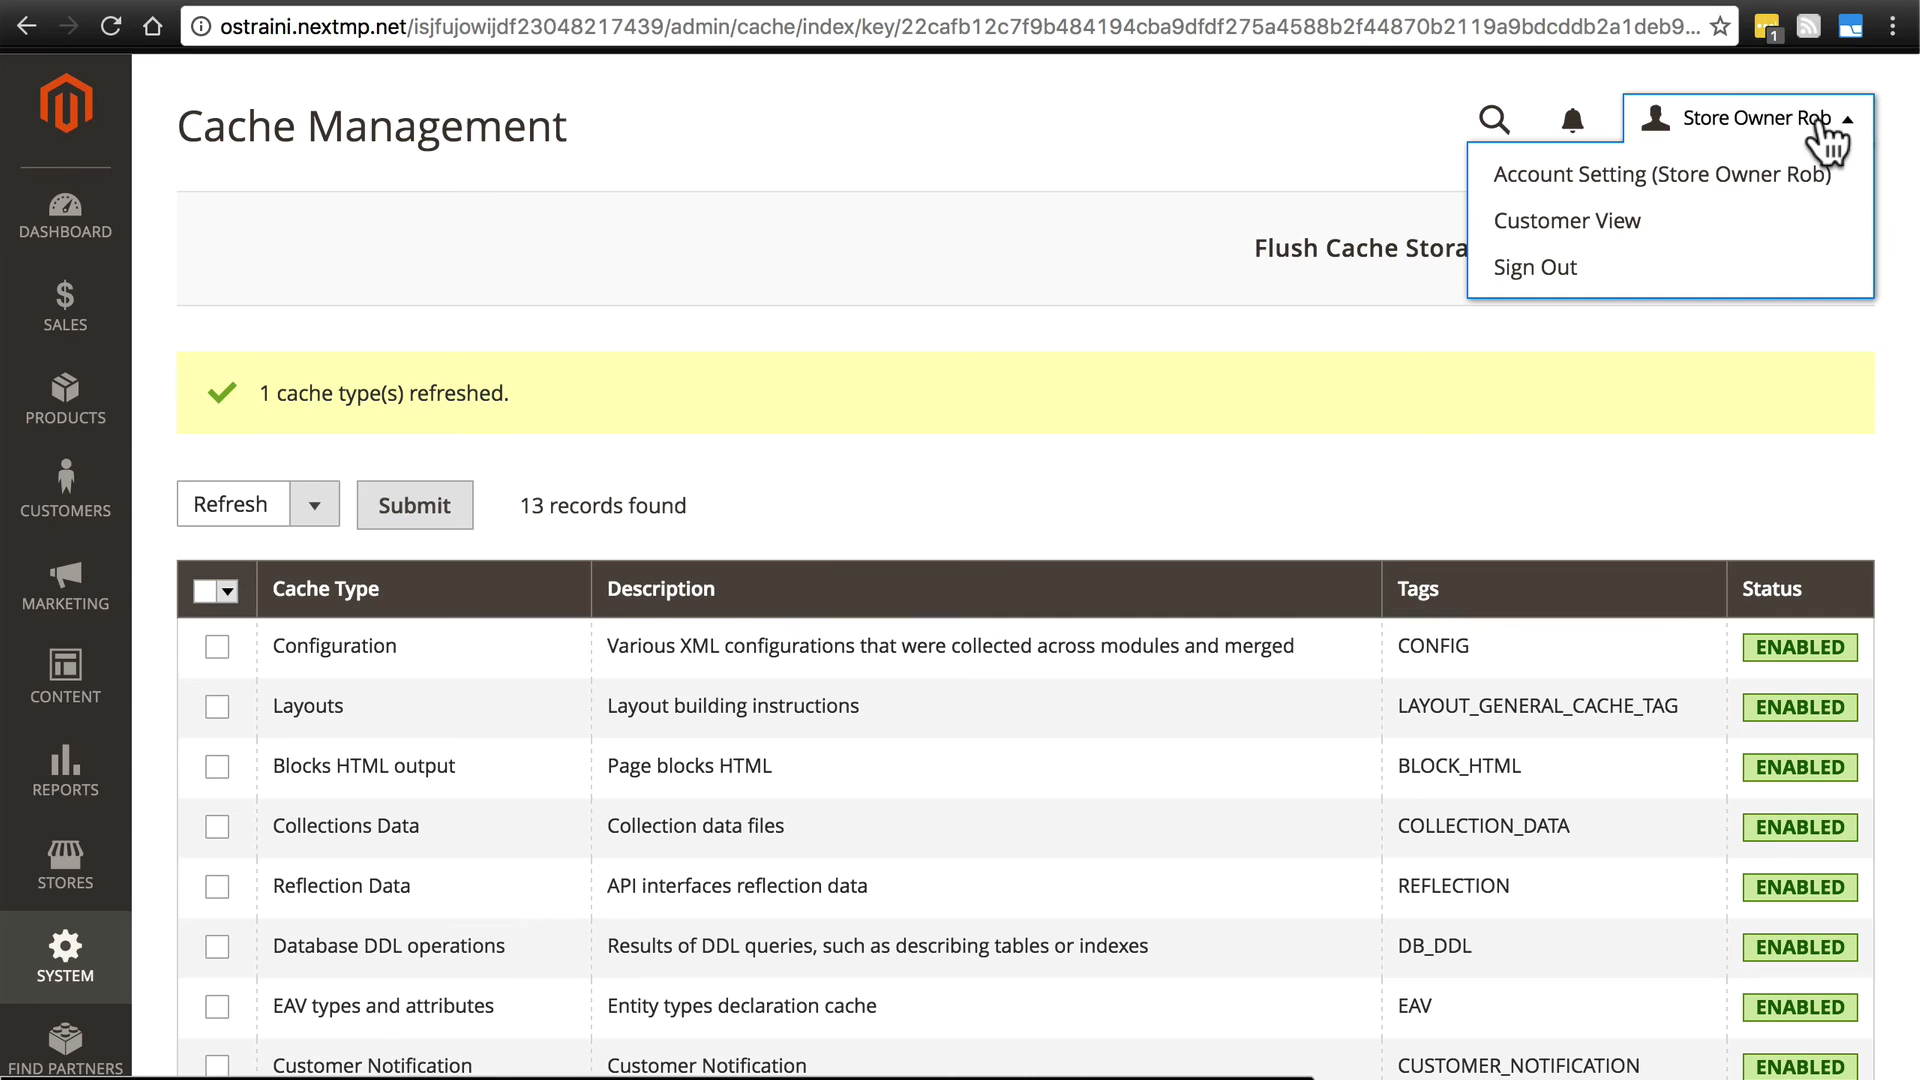 ostraini.nextmp.net/isjfujowijdf23048217439/admin/cache/index/key/22cafb12c7f9b484194cba9dfdf275a4588b2f44870b2119a9bdcddb2a1deb9...
1
Cache Management
Store Owner Rob
Account Setting (Store Owner Rob)
Customer View
Sign Out
Flush Cache Stora
DASHBOARD
SALES
PRODUCTS
CUSTOMERS
MARKETING
CONTENT
REPORTS
STORES
SYSTEM
FIND PARTNERS
1 cache type(s) refreshed.
Refresh Submit 13 records found
Cache Type Description Tags Status
Configuration Various XML configurations that were collected across modules and merged CONFIG ENABLED
Layouts Layout building instructions LAYOUT_GENERAL_CACHE_TAG ENABLED
Blocks HTML output Page blocks HTML BLOCK_HTML ENABLED
Collections Data Collection data files COLLECTION_DATA ENABLED
Reflection Data API interfaces reflection data REFLECTION ENABLED
Database DDL operations Results of DDL queries, such as describing tables or indexes DB_DDL ENABLED
EAV types and attributes Entity types declaration cache EAV ENABLED
Customer Notification Customer Notification CUSTOMER_NOTIFICATION ENABLED